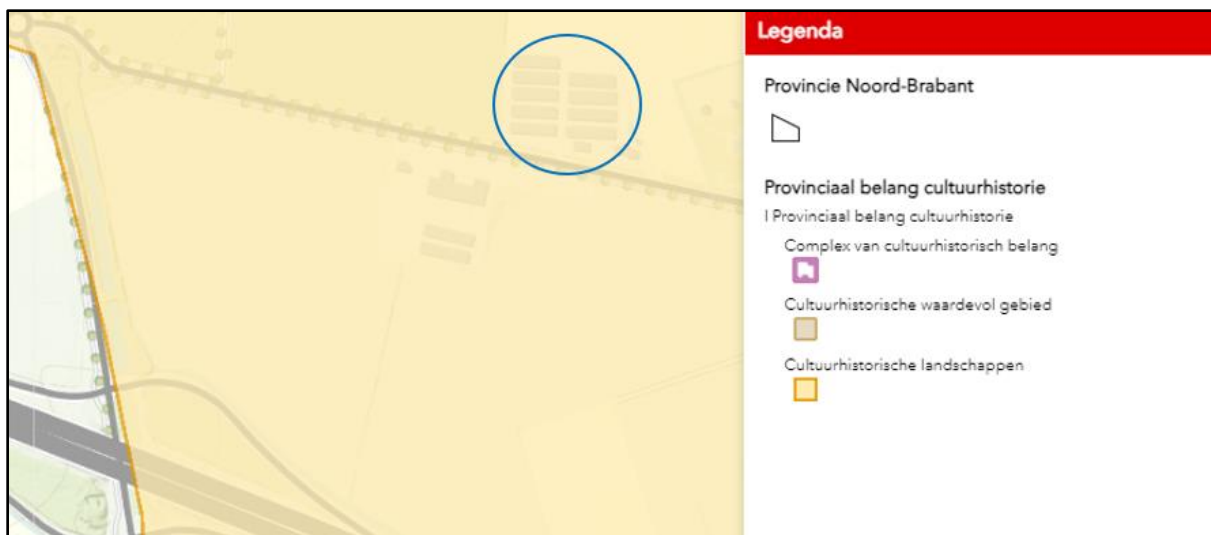 Legenda
Provincie Noord-Brabant
Provinciaal belang cultuurhistorie
I Provinciaal belang cultuurhistorie
Complex van cultuurhistorisch belang
Cultuurhistorische waardevol gebied
Cultuurhistorische landschappen